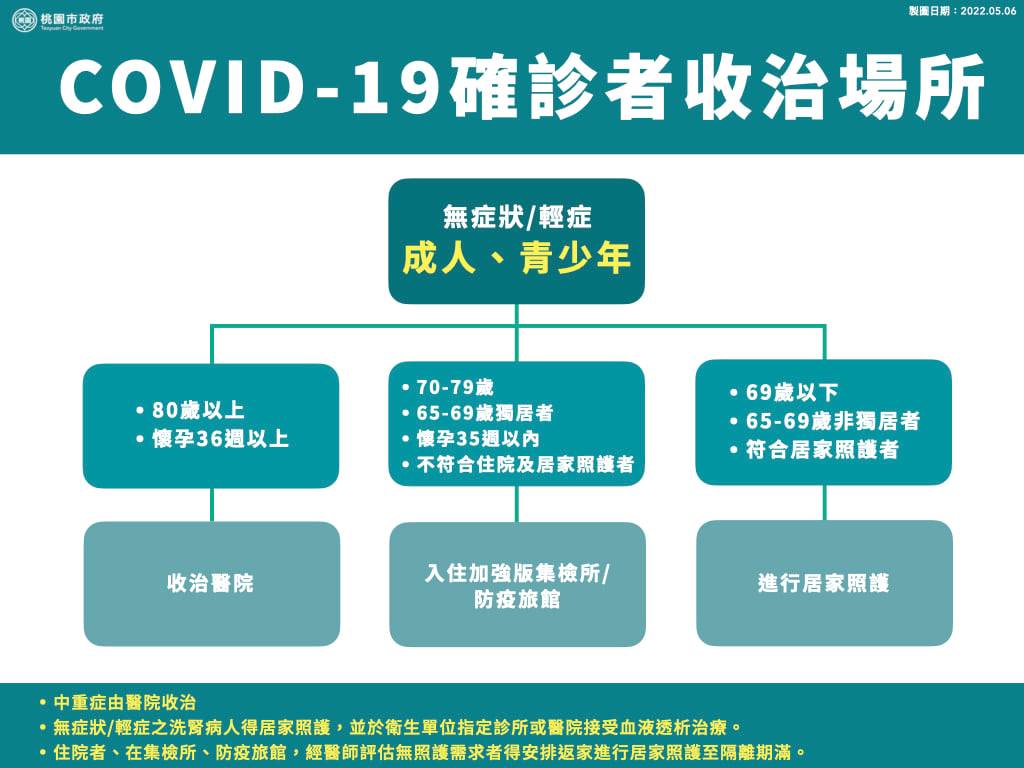 桃園市政府
Taoyuan City Government
製圖日期：2022.05.06
COVID-19確診者收治場所
無症狀/輕症
成人、青少年
• 80歲以上
• 懷孕36週以上
• 70-79歲
• 65-69歲獨居者
• 懷孕35週以內
• 不符合住院及居家照護者
• 69歲以下
• 65-69歲非獨居者
• 符合居家照護者
收治醫院
入住加強版集檢所/
防疫旅館
進行居家照護
• 中重症由醫院收治
• 無症狀/輕症之洗腎病人得居家照護，並於衛生單位指定診所或醫院接受血液透析治療。
• 住院者、在集檢所、防疫旅館，經醫師評估無照護需求者得安排返家進行居家照護至隔離期滿。